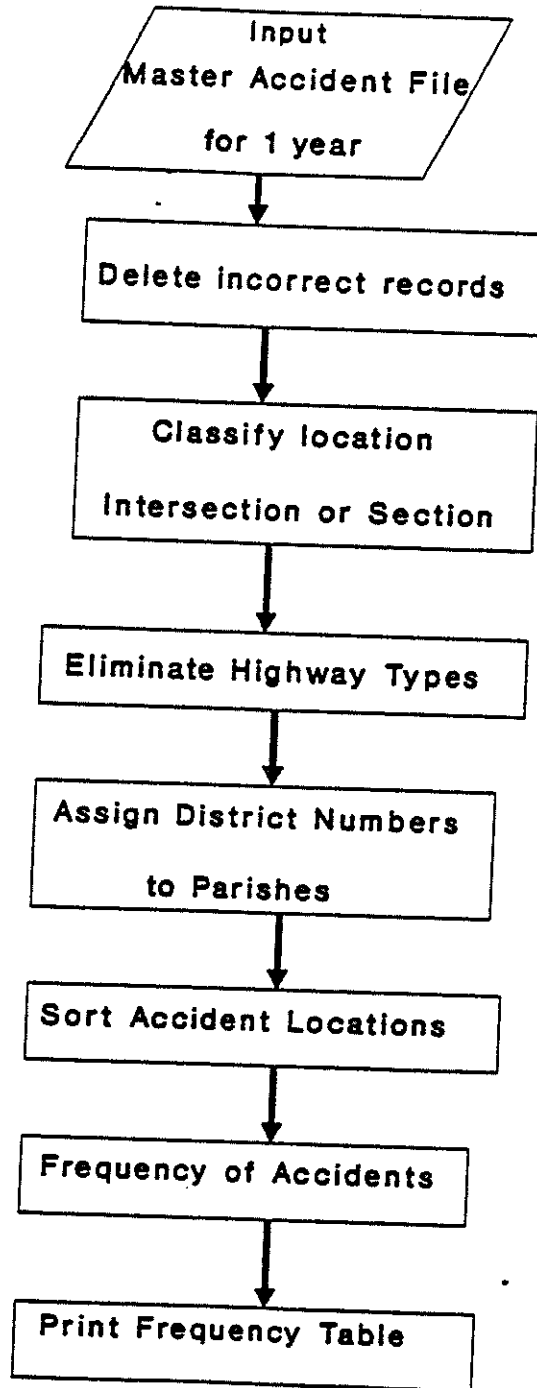 Input
Master Accident File
for 1 year
Delete incorrect records
Classify location
Intersection or Section
Eliminate Highway Types
Assign District Numbers
to Parishes
Sort Accident Locations
Frequency of Accidents
Print Frequency Table